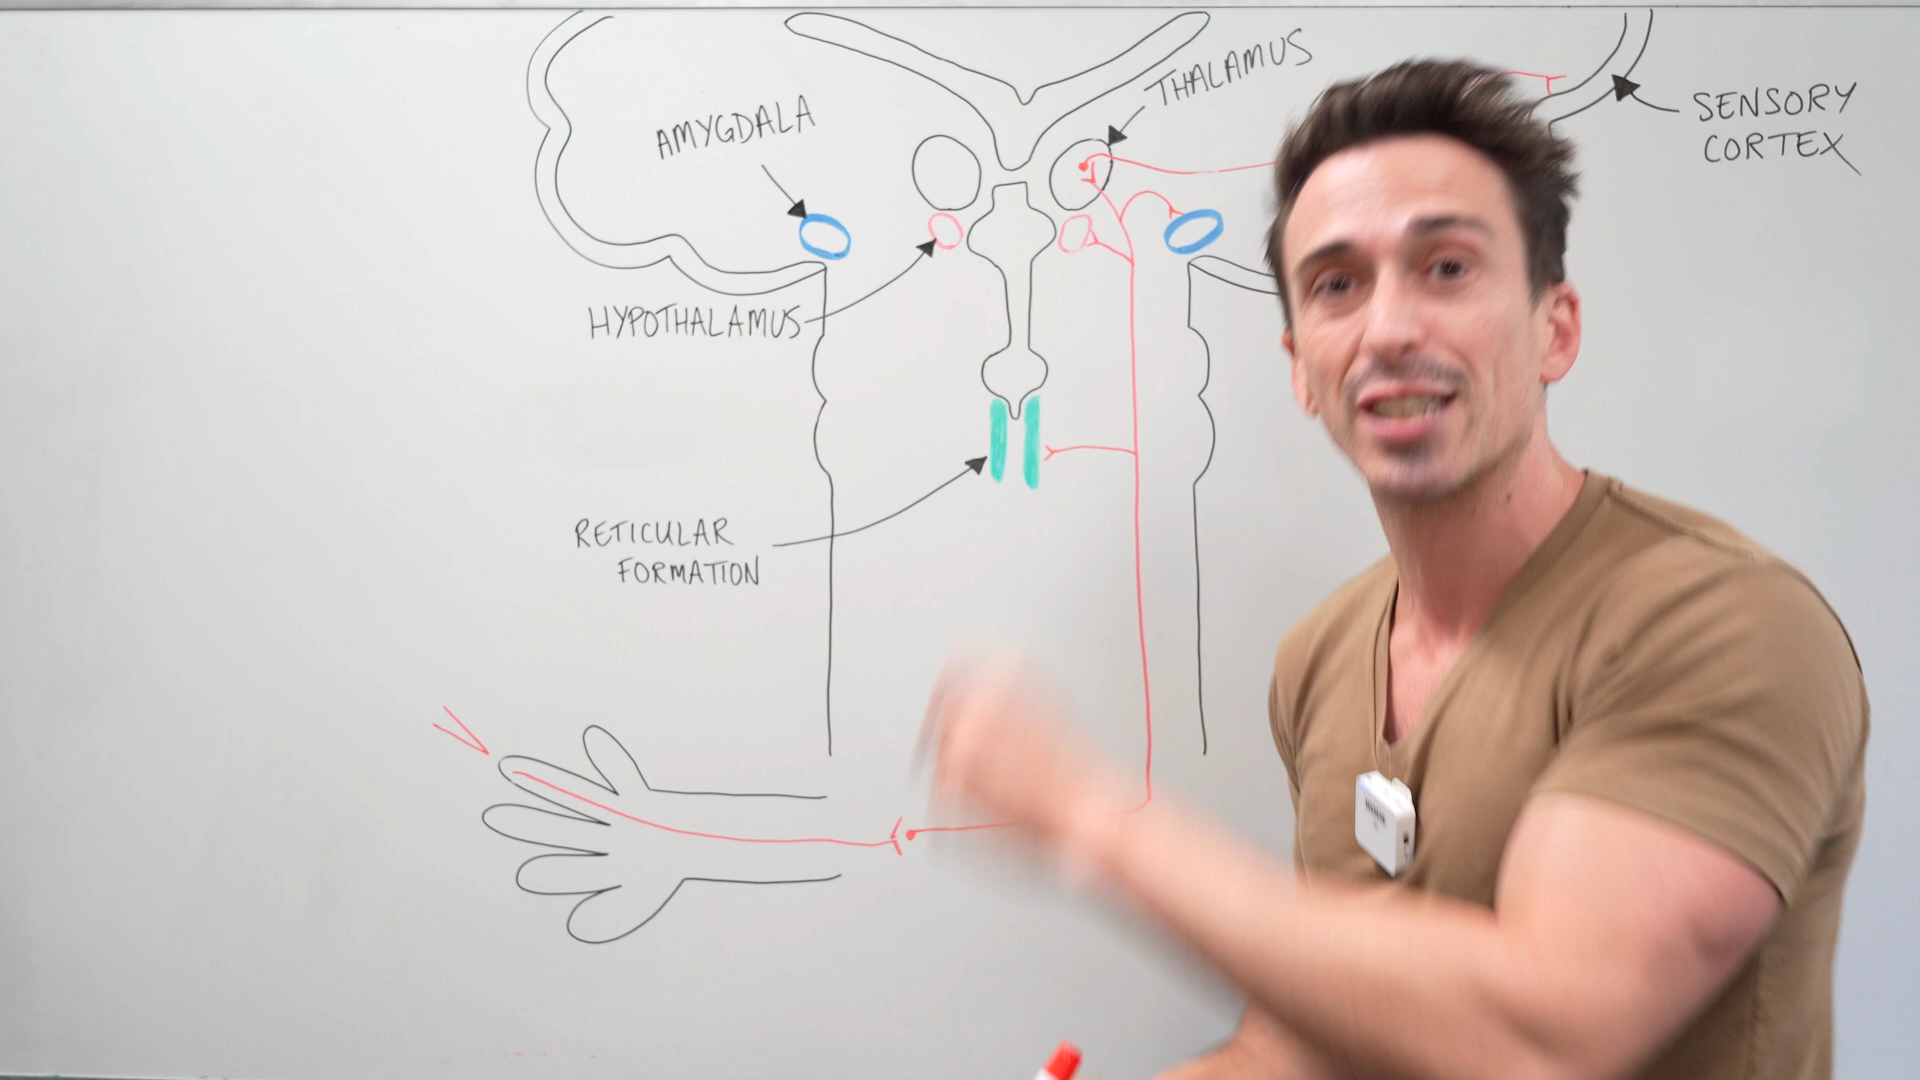 THALAMUS
AMYGDALA
SENSORY
CORTEX
HYPOTHALAMUS
RETICULAR
FORMATION